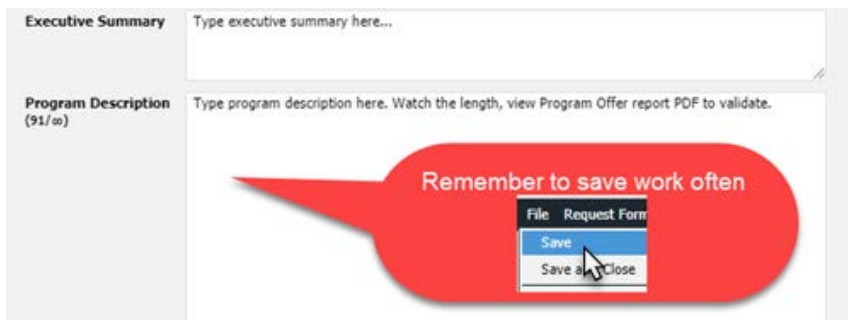 Executive Summary
Type executive summary here...
Program Description
(91/∞)
Type program description here. Watch the length, view Program Offer report PDF to validate.
Remember to save work often
File Request Form
Save
Save a Close